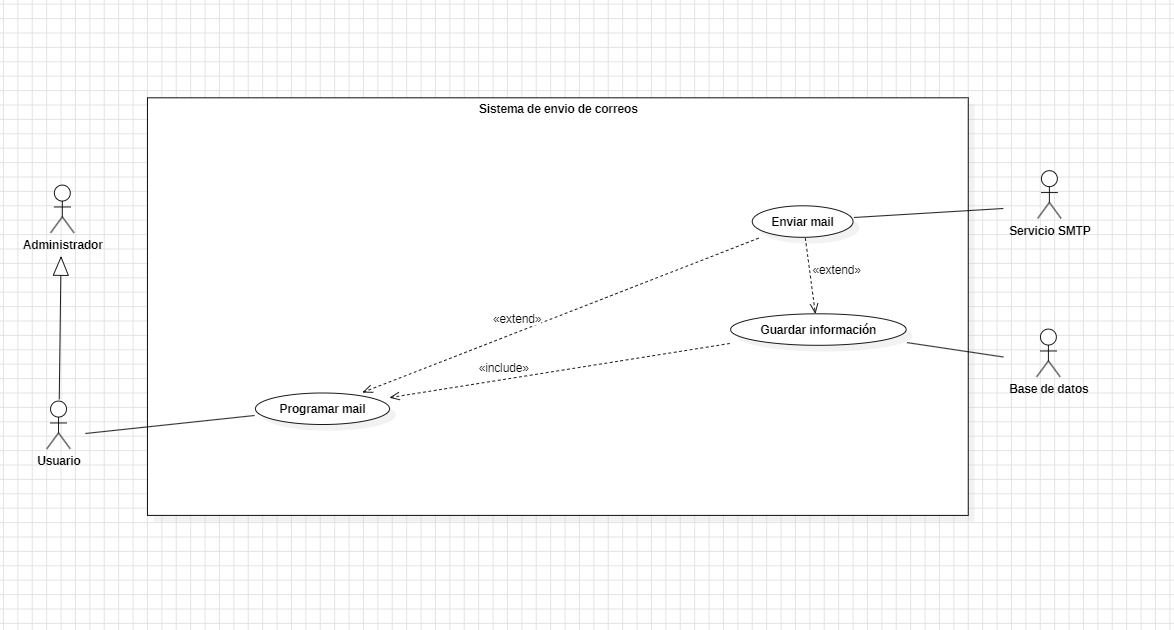 Sistema de envio de correos
Administrador
Enviar mail
Servicio SMTP
«extend»
«extend»
Guardar información
«include»
Base de datos
Programar mail
Usuario